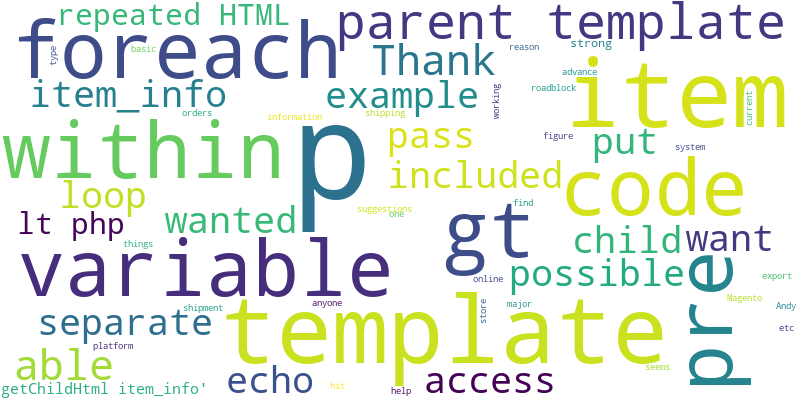 repeated HTML
parent template
foreach
type
basic
Thank
reason
strong
item_info
example
advance
roadblock
item
working
current
orders
information
shipping
within
p
pass
figure
put
system
included
code
loop
suggestions
one
find
lt php
wanted
gt
child
want
things
variable
possible
pre
online
export
anyone
store
major
Magento
Andy
shipment
separate
template
etc
platform
able
seems
echo
access
getChildHtml item_info'
hit
help